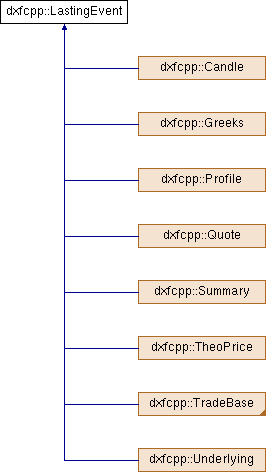 dxfcpp::LastingEvent
dxfcpp::Candle
dxfcpp::Greeks
dxfcpp::Profile
dxfcpp::Quote
dxfcpp::Summary
dxfcpp::TheoPrice
dxfcpp::TradeBase
dxfcpp::Underlying